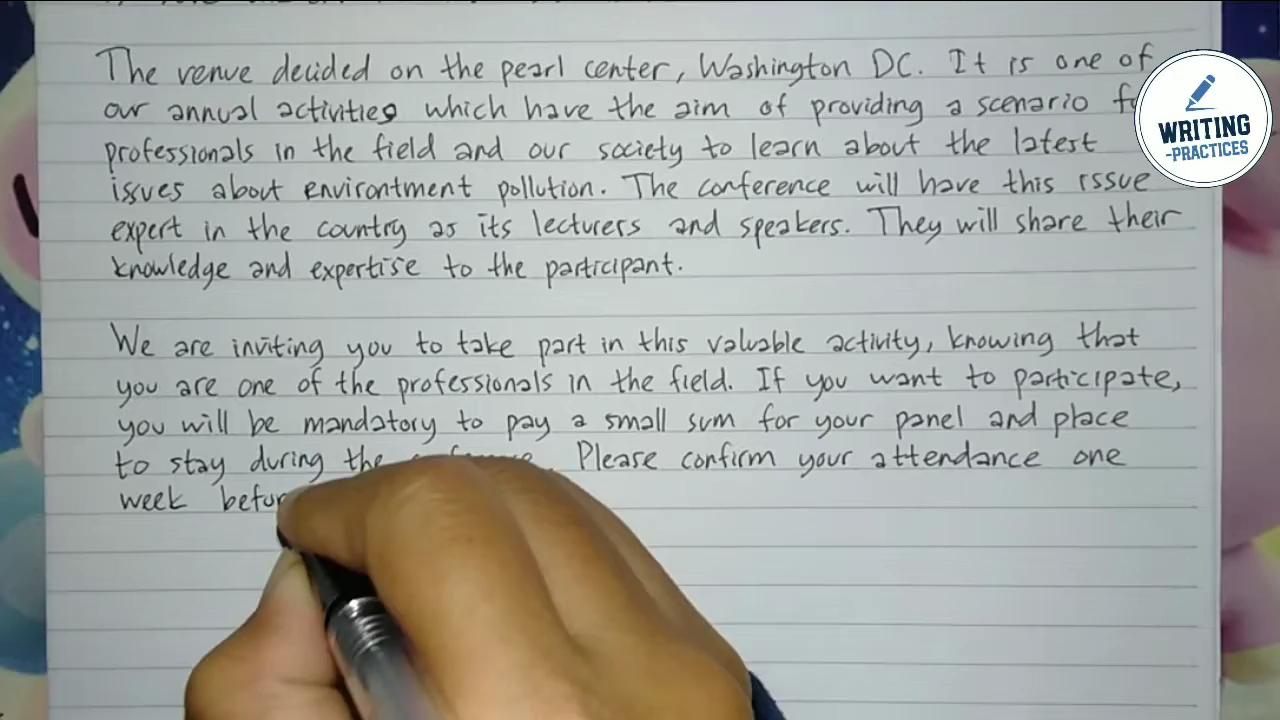 The venue decided on the pearl center, Washington DC. It is one of
our annual activities which have the aim of providing a scenario
professionals in the field and our society to learn about the latest
issues about environtment pollution. The conference will have this issue
expert in the country as its lecturers and speakers. They will share their
knowledge and expertise to the participant.
We are inviting you to take part in this valuable activity, knowing that
you are one of the professionals in the field. If you want to participate,
you will be mandatory to pay a small sum for your panel and place
to stay during the Please confirm your attendance one
week
WRITING
-PRACTICES